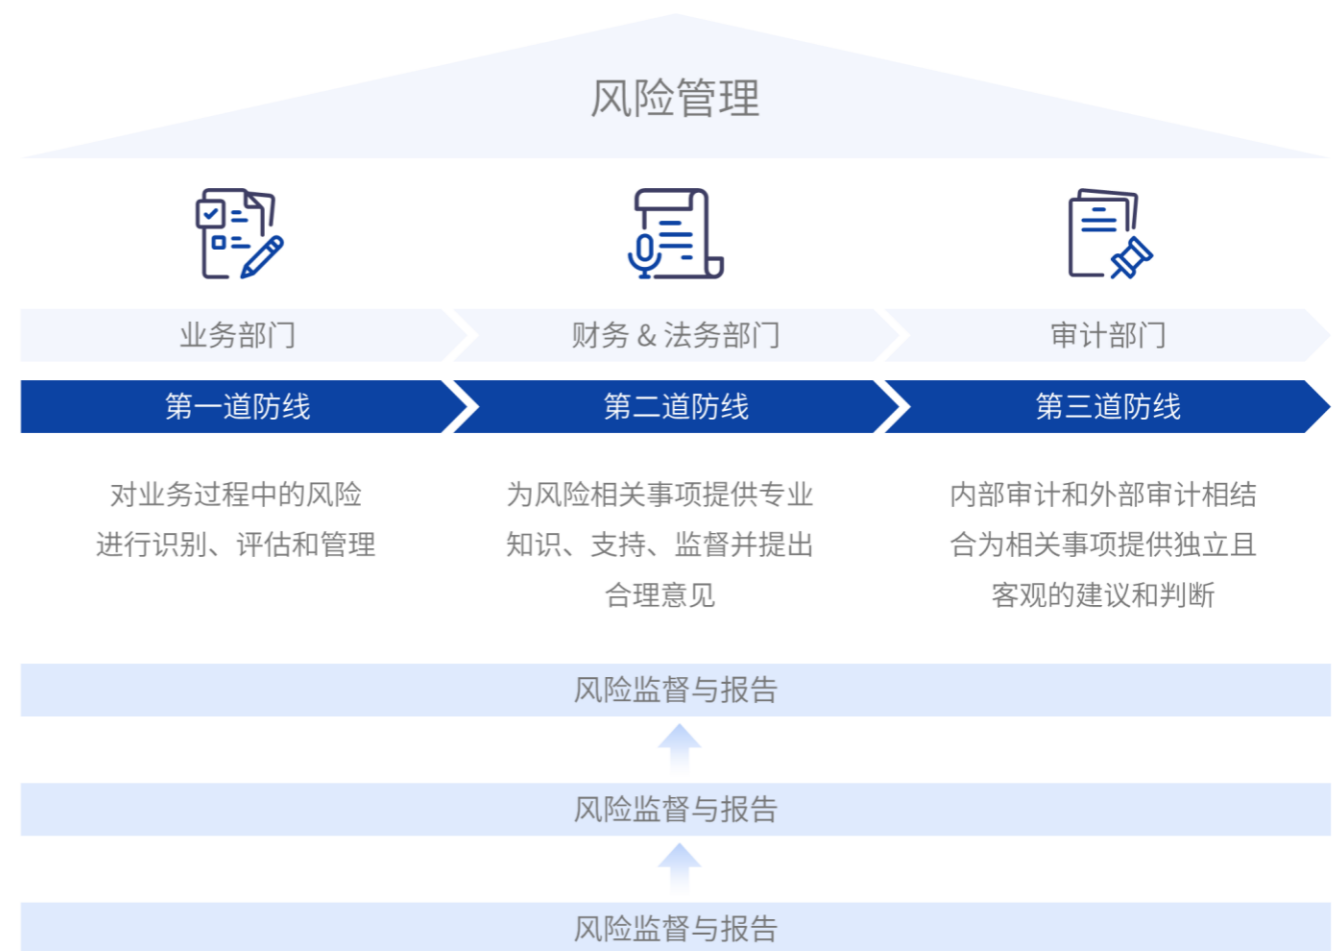 风险管理
业务部门
财务 & 法务部门
审计部门
第一道防线
第二道防线
第三道防线
对业务过程中的风险
进行识别、评估和管理
为风险相关事项提供专业
知识、支持、监督并提出
合理意见
内部审计和外部审计相结
合为相关事项提供独立且
客观的建议和判断
风险监督与报告
风险监督与报告
风险监督与报告